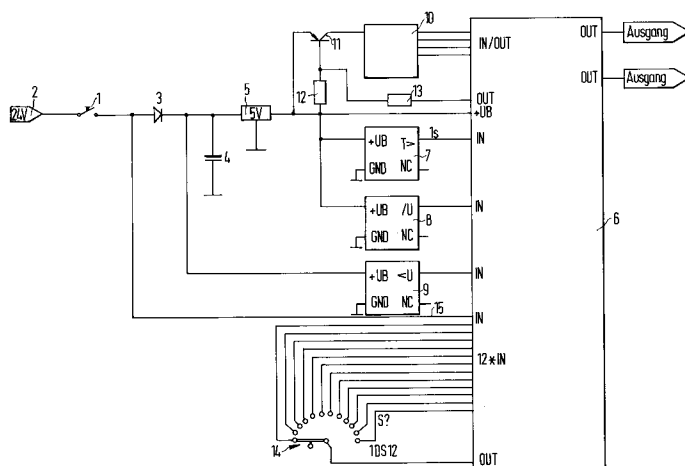 10
OUT
Ausgang
11
IN/OUT
OUT
Ausgang
2
24V
1
3
5
5V
12
13
OUT
+UB
4
+UB T>
1s
IN
GND NC
7
+UB /U
IN
GND NC
8
6
+UB <U
IN
GND NC
9
15
IN
12*IN
S?
14
1DS12
OUT